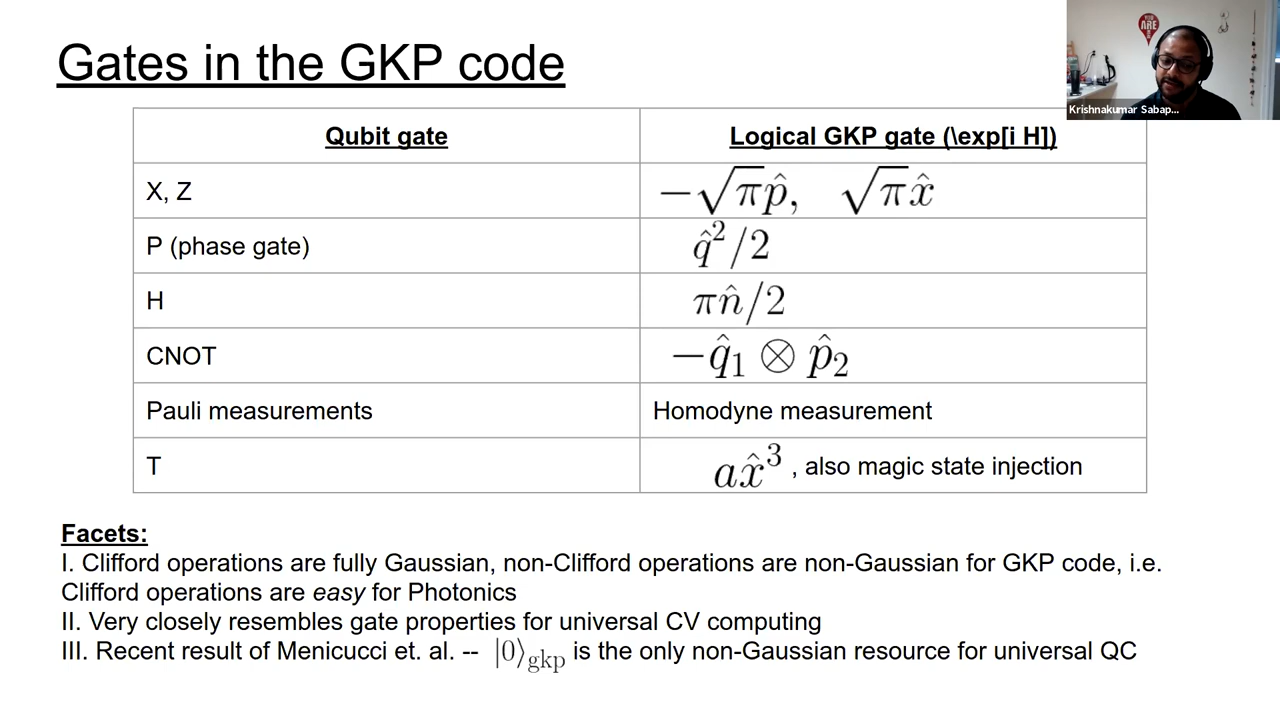 Gates in the GKP code
YOU ARE
Krishnakumar Sabap...
Qubit gate Logical GKP gate (\exp[i H])
X, Z −√π p̂, √π x̂
P (phase gate) q̂²/2
H πn̂/2
CNOT −q̂₁ ⊗ p̂₂
Pauli measurements Homodyne measurement
T ax̂³ , also magic state injection
Facets:
I. Clifford operations are fully Gaussian, non-Clifford operations are non-Gaussian for GKP code, i.e.
Clifford operations are easy for Photonics
II. Very closely resembles gate properties for universal CV computing
III. Recent result of Menicucci et. al. -- |0⟩gkp is the only non-Gaussian resource for universal QC